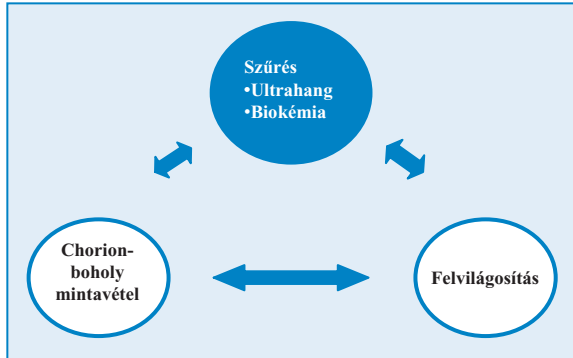 Szűrés
•Ultrahang
•Biokémia
Chorion-
boholy
mintavétel
Felvilágosítás